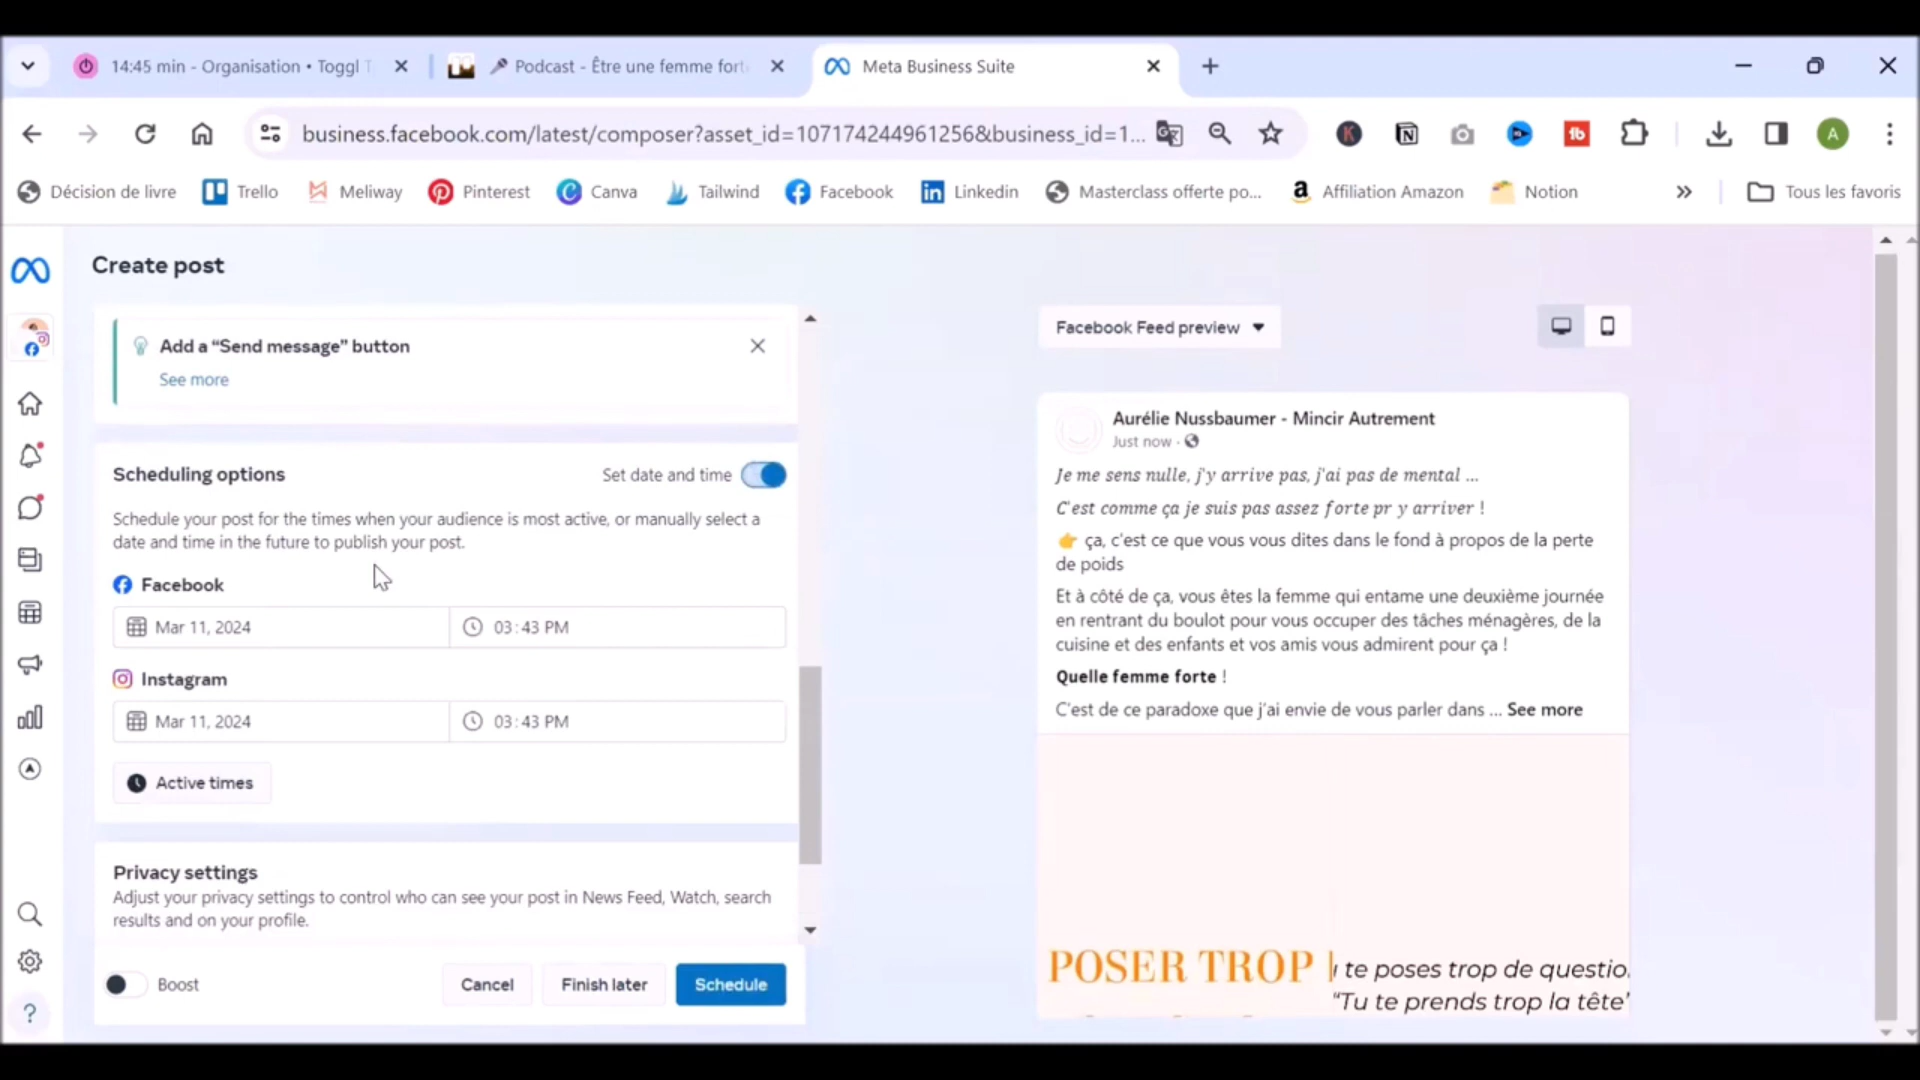 14:45 min - Organisation • Toggl T
Podcast - Être une femme fort
Meta Business Suite
business.facebook.com/latest/composer?asset_id=107174244961256&business_id=1...
A
Décision de livre
Trello
Meliway
Pinterest
Canva
Tailwind
Facebook
Linkedin
Masterclass offerte po...
Affiliation Amazon
Notion
Tous les favoris
Create post
Add a “Send message” button
See more
Scheduling options
Set date and time
Schedule your post for the times when your audience is most active, or manually select a
date and time in the future to publish your post.
Facebook
Mar 11, 2024
03:43 PM
Instagram
Mar 11, 2024
03:43 PM
Active times
Privacy settings
Adjust your privacy settings to control who can see your post in News Feed, Watch, search
results and on your profile.
Boost
Cancel
Finish later
Schedule
Facebook Feed preview
Aurélie Nussbaumer - Mincir Autrement
Just now ·
Je me sens nulle, j'y arrive pas, j'ai pas de mental ...
C'est comme ça je suis pas assez forte pr y arriver !
👉 ça, c'est ce que vous vous dites dans le fond à propos de la perte
de poids
Et à côté de ça, vous êtes la femme qui entame une deuxième journée
en rentrant du boulot pour vous occuper des tâches ménagères, de la
cuisine et des enfants et vos amis vous admirent pour ça !
Quelle femme forte !
C'est de ce paradoxe que j'ai envie de vous parler dans ... See more
POSER TROP
te poses trop de questio
“Tu te prends trop la tête”